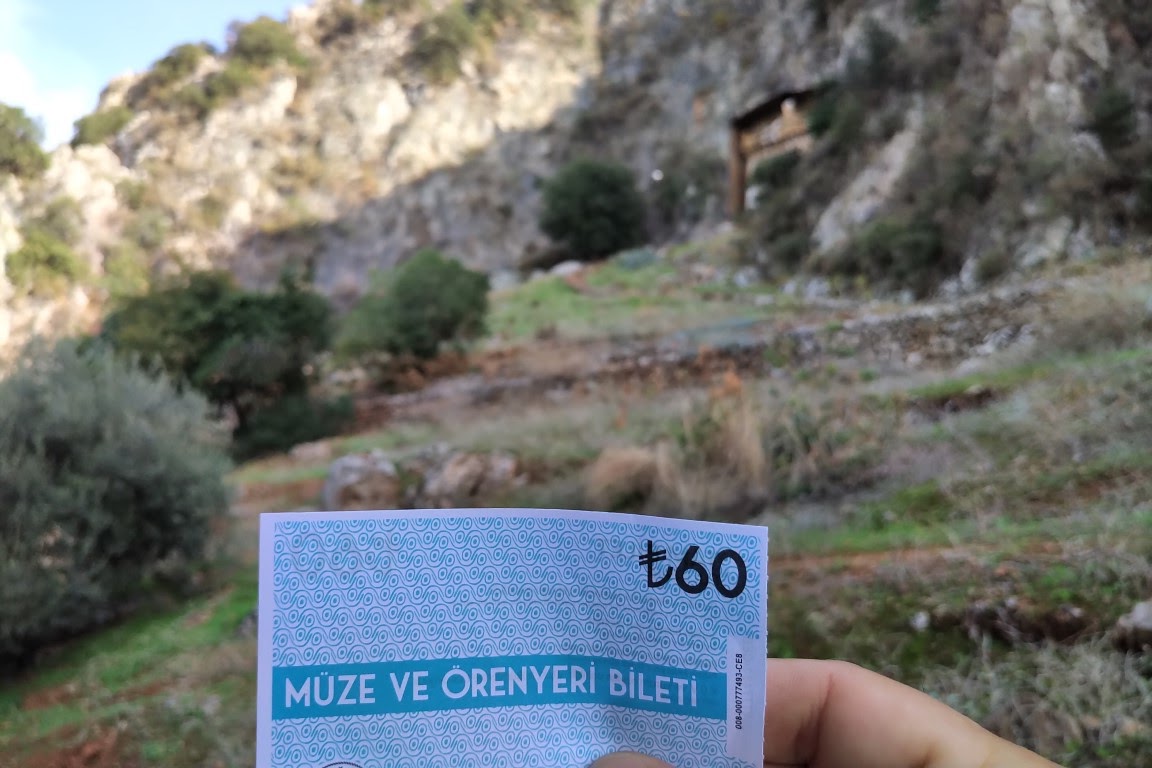 ₺60
MÜZE VE ÖRENYERİ BİLETİ
008-000777493-CE8